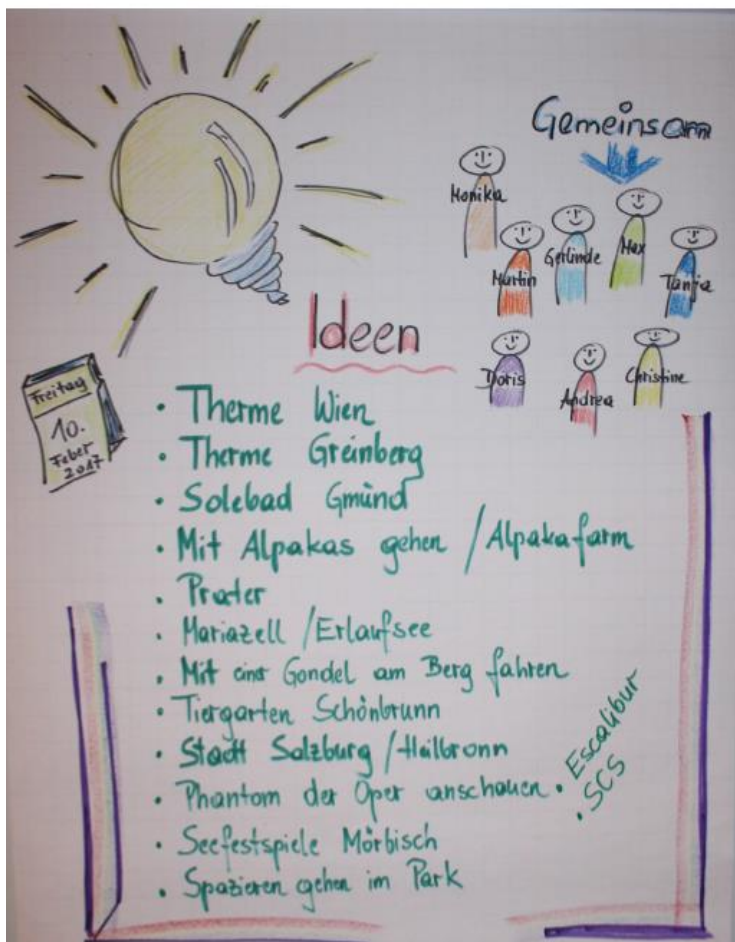 Gemeinsam
Monika
Martin
Gerlinde
Max
Tanja
Doris
Andrea
Christine
Ideen
Freitag
10.
Feber
2017
• Therme Wien
• Therme Greinberg
• Solebad Gmünd
• Mit Alpakas gehen / Alpakafarm
• Prater
• Mariazell / Erlaufsee
• Mit einer Gondel am Berg fahren
• Tiergarten Schönbrunn
• Stadt Salzburg / Heilbronn
• Phantom der Oper anschauen
• Escalibur
• SCS
• Seefestspiele Mörbisch
• Spazieren gehen im Park